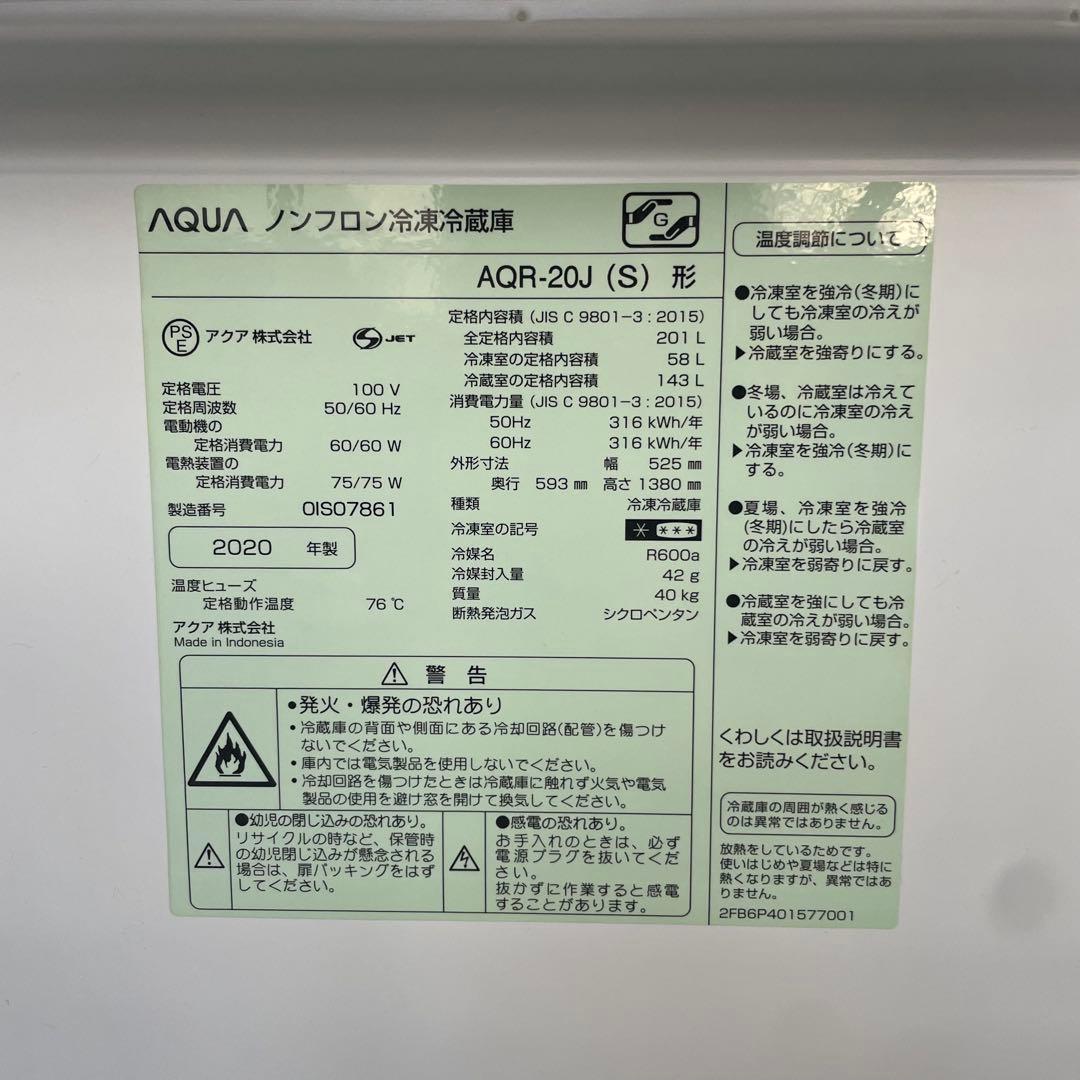 AQUA ノンフロン冷凍冷蔵庫
G
AQR-20J (S) 形
PS
E
アクア 株式会社
S JET
定格電圧 100 V
定格周波数 50/60 Hz
電動機の
定格消費電力 60/60 W
電熱装置の
定格消費電力 75/75 W
製造番号 OIS07861
2020 年製
温度ヒューズ
定格動作温度 76 ℃
アクア 株式会社
Made in Indonesia
定格内容積 (JIS C 9801-3 : 2015)
全定格内容積 201 L
冷凍室の定格内容積 58 L
冷蔵室の定格内容積 143 L
消費電力量 (JIS C 9801-3 : 2015)
50Hz 316 kWh/年
60Hz 316 kWh/年
外形寸法 幅 525 ㎜
奥行 593 ㎜ 高さ 1380 ㎜
種類 冷凍冷蔵庫
冷凍室の記号 * ***
冷媒名 R600a
冷媒封入量 42 g
質量 40 kg
断熱発泡ガス シクロペンタン
⚠ 警告
•発火・爆発の恐れあり
•冷蔵庫の背面や側面にある冷却回路(配管)を傷つけ
ないでください。
•庫内では電気製品を使用しないでください。
•冷却回路を傷つけたときは冷蔵庫に触れず火気や電気
製品の使用を避け窓を開けて換気してください。
●幼児の閉じ込みの恐れあり。
リサイクルの時など、保管時
の幼児閉じ込みが懸念される
場合は、扉パッキングをはず
してください。
●感電の恐れあり。
お手入れのときは、必ず
電源プラグを抜いてくだ
さい。
抜かずに作業すると感電
することがあります。
温度調節について
●冷凍室を強冷(冬期)に
しても冷凍室の冷えが
弱い場合。
▶冷蔵室を強寄りにする。
●冬場、冷蔵室は冷えて
いるのに冷凍室の冷え
が弱い場合。
▶冷凍室を強冷(冬期)に
する。
●夏場、冷凍室を強冷
(冬期)にしたら冷蔵室
の冷えが弱い場合。
▶冷凍室を弱寄りに戻す。
●冷蔵室を強にしても冷
蔵室の冷えが弱い場合。
▶冷凍室を弱寄りに戻す。
くわしくは取扱説明書
をお読みください。
冷蔵庫の周囲が熱く感じる
のは異常ではありません。
放熱をしているためです。
使いはじめや夏場などは特に
熱くなりますが、異常ではあ
りません。
2FB6P401577001